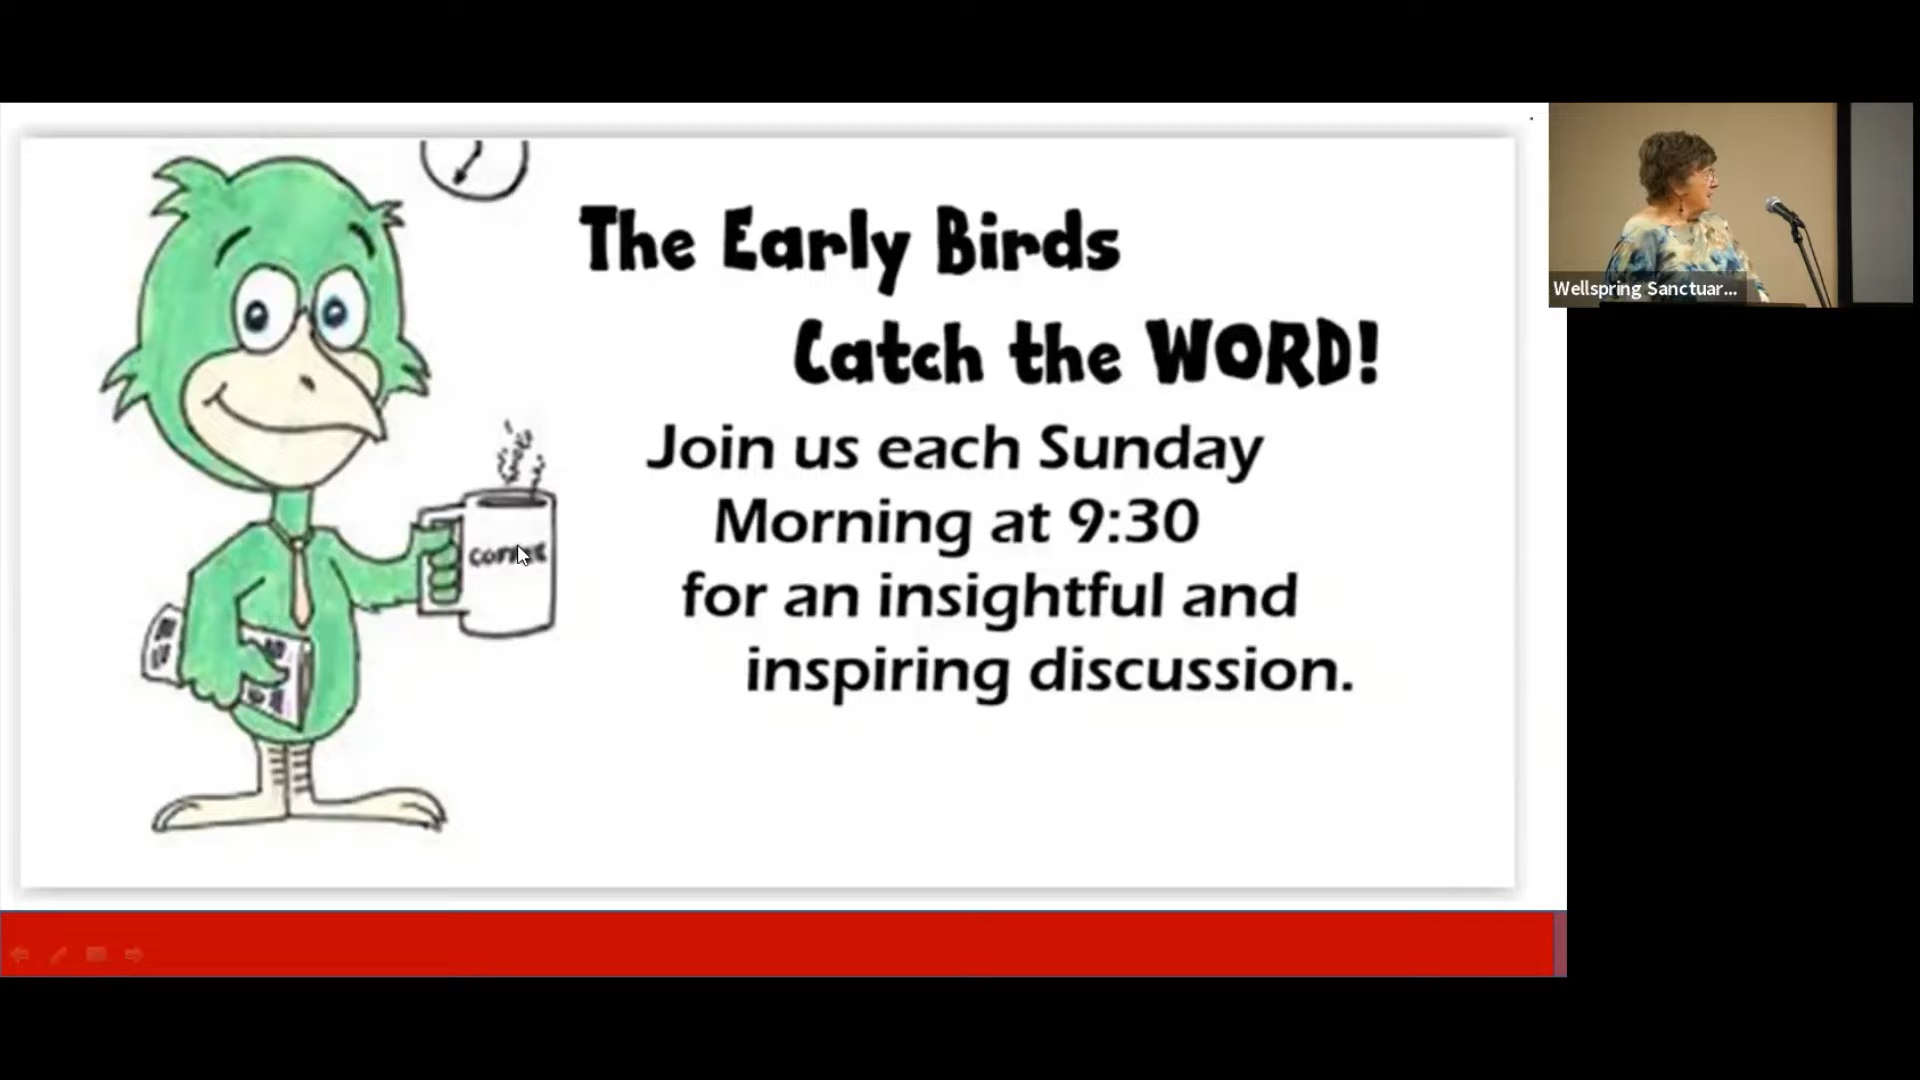 The Early Birds
Catch the WORD!
Join us each Sunday
Morning at 9:30
for an insightful and
inspiring discussion.
COFFEE
Wellspring Sanctuar...